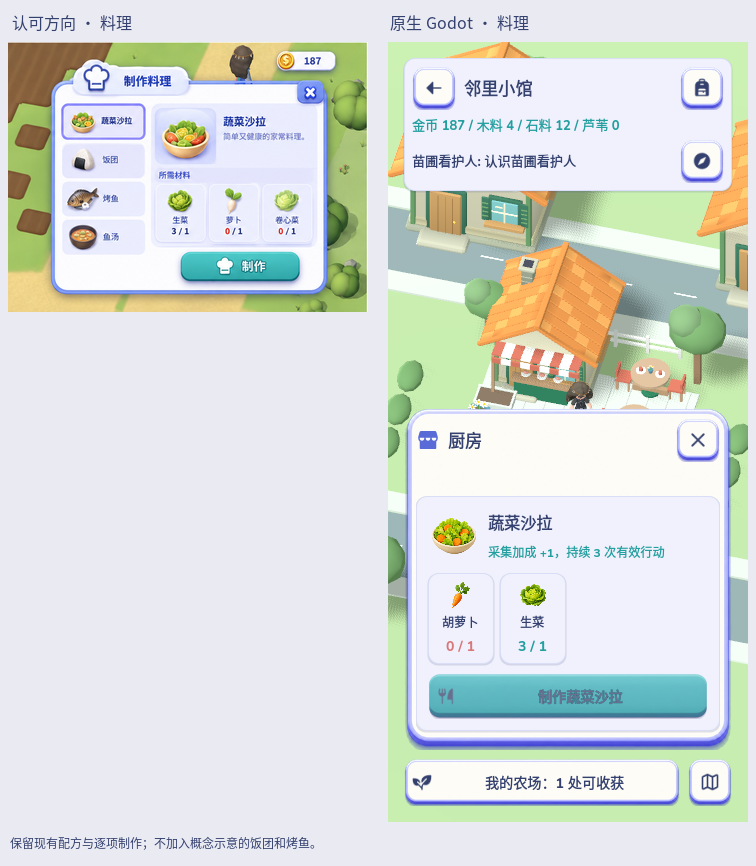 认可方向 · 料理
187
制作料理
蔬菜沙拉
饭团
烤鱼
鱼汤
蔬菜沙拉
简单又健康的家常料理。
所需材料
生菜
3 / 1
萝卜
0 / 1
卷心菜
0 / 1
制作
原生 Godot · 料理
邻里小馆
金币 187 / 木料 4 / 石料 12 / 芦苇 0
苗圃看护人: 认识苗圃看护人
厨房
蔬菜沙拉
采集加成 +1，持续 3 次有效行动
胡萝卜
0 / 1
生菜
3 / 1
制作蔬菜沙拉
我的农场：1 处可收获
保留现有配方与逐项制作；不加入概念示意的饭团和烤鱼。